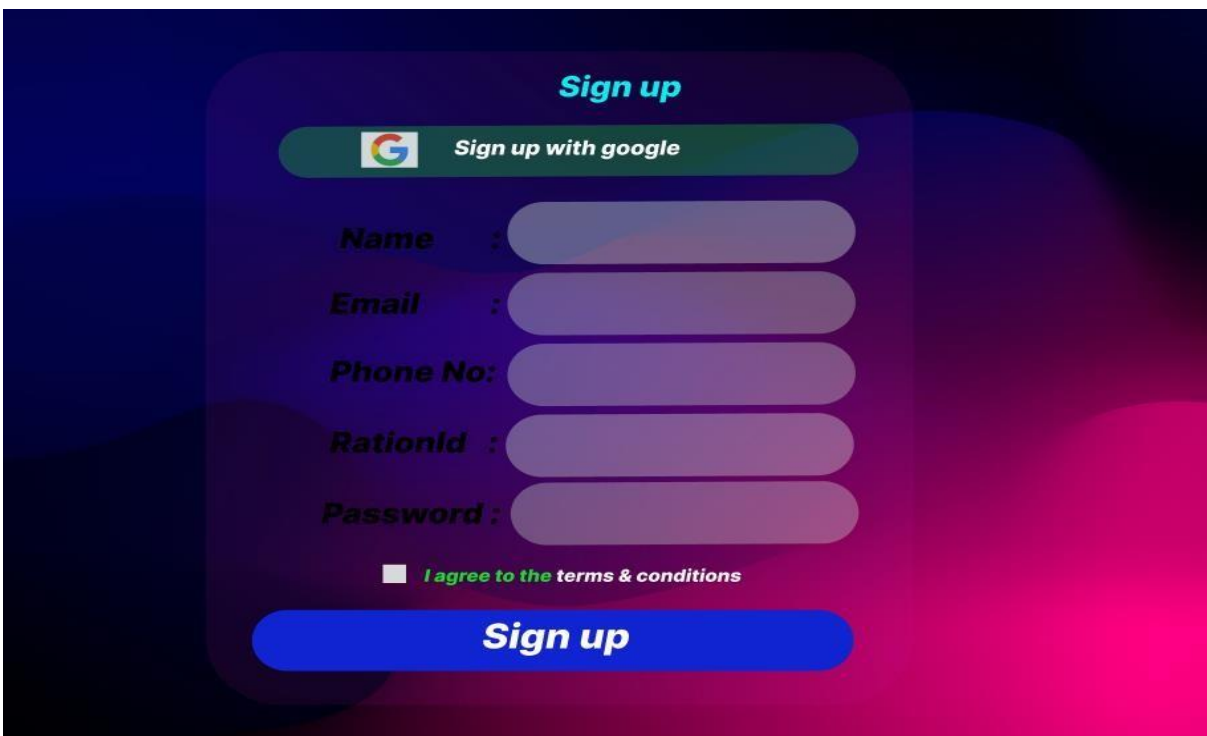 Sign up
Sign up with google
Name :
Email :
Phone No:
RationId :
Password :
I agree to the terms & conditions
Sign up